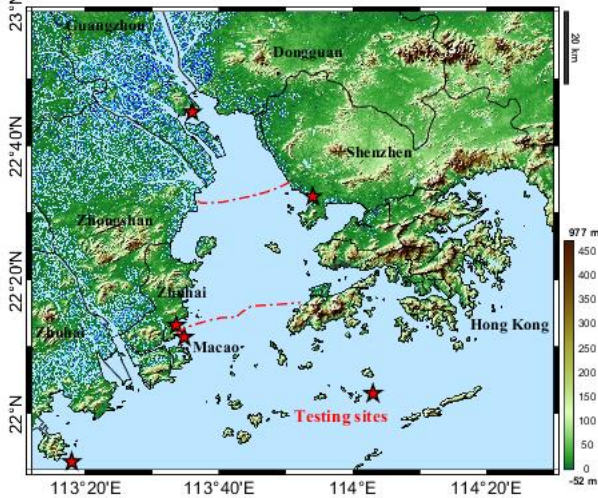 23°N
Guangzhou
Dongguan
20 km
22°40'N
Shenzhen
Zhongshan
977 m
450
400
350
300
250
200
150
100
50
0
-52 m
22°20'N
Zhuhai
Zhuhai
Macao
Hong Kong
22°N
Testing sites
113°20'E
113°40'E
114°E
114°20'E